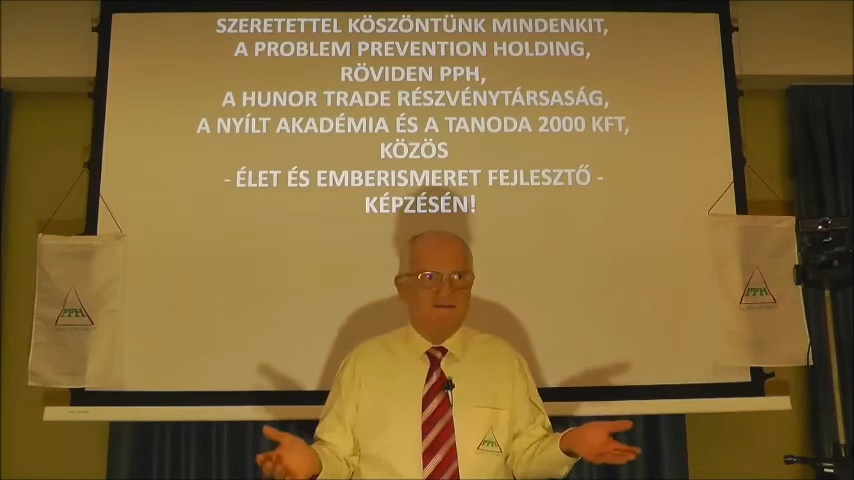 SZERETETTEL KÖSZÖNTÜNK MINDENKIT,
A PROBLEM PREVENTION HOLDING,
RÖVIDEN PPH,
A HUNOR TRADE RÉSZVÉNYTÁRSASÁG,
A NYÍLT AKADÉMIA ÉS A TANODA 2000 KFT,
KÖZÖS
- ÉLET ÉS EMBERISMERET FEJLESZTŐ -
KÉPZÉSÉN!
PPH
PPH
PPH